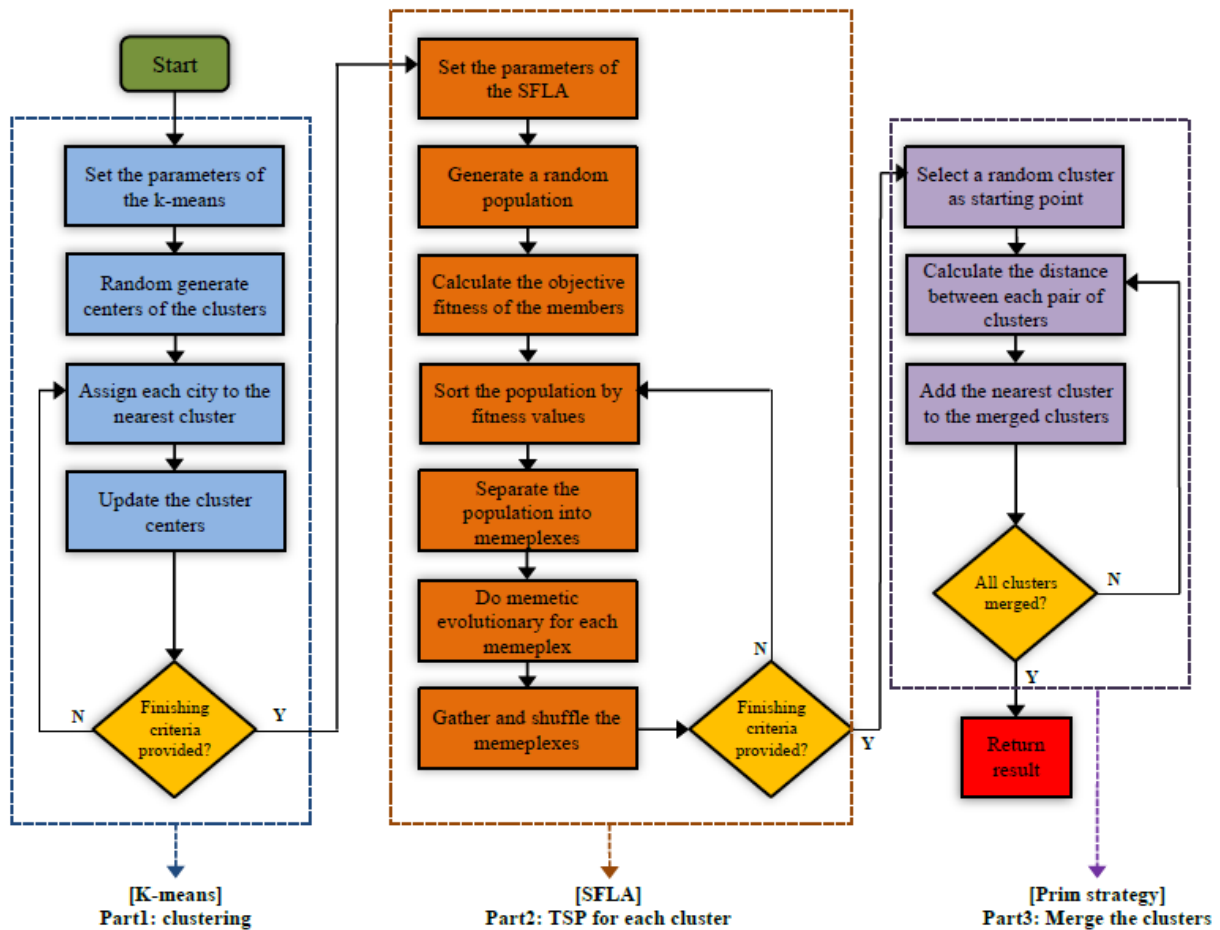 Start
Set the parameters of
the k-means
Random generate
centers of the clusters
Assign each city to the
nearest cluster
Update the cluster
centers
Finishing
criteria
provided?
N
Y
[K-means]
Part1: clustering
Set the parameters of
the SFLA
Generate a random
population
Calculate the objective
fitness of the members
Sort the population by
fitness values
Separate the
population into
memeplexes
Do memetic
evolutionary for each
memeplex
Gather and shuffle the
memeplexes
Finishing
criteria
provided?
N
Y
[SFLA]
Part2: TSP for each cluster
Select a random cluster
as starting point
Calculate the distance
between each pair of
clusters
Add the nearest cluster
to the merged clusters
All clusters
merged?
N
Y
Return
result
[Prim strategy]
Part3: Merge the clusters